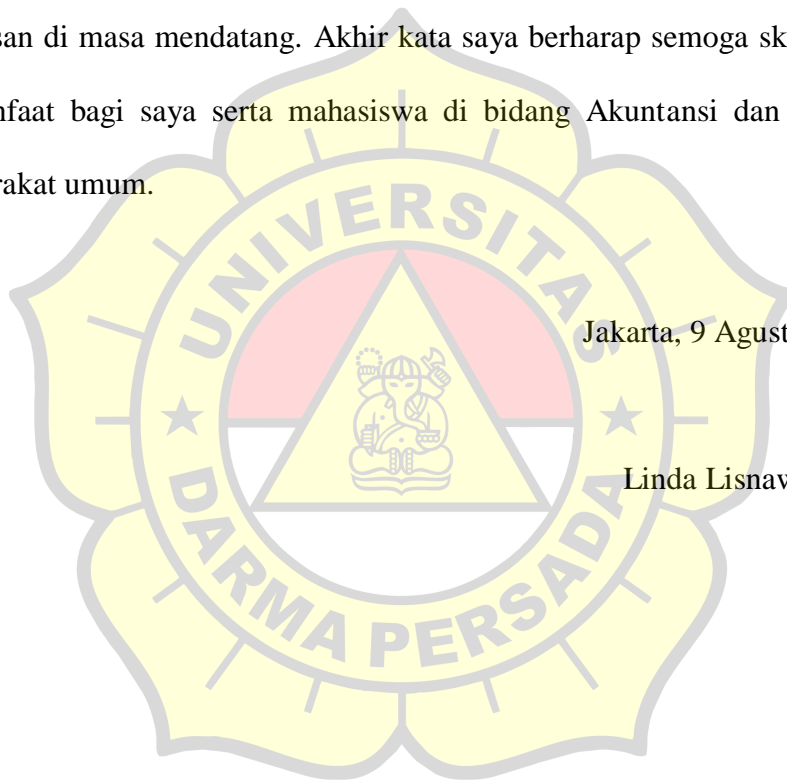 san di masa mendatang. Akhir kata saya berharap semoga sk
nfaat bagi saya serta mahasiswa di bidang Akuntansi dan
rakat umum.
UNIVERSITAS
Jakarta, 9 Agust
Linda Lisnaw
DARMA PERSADA